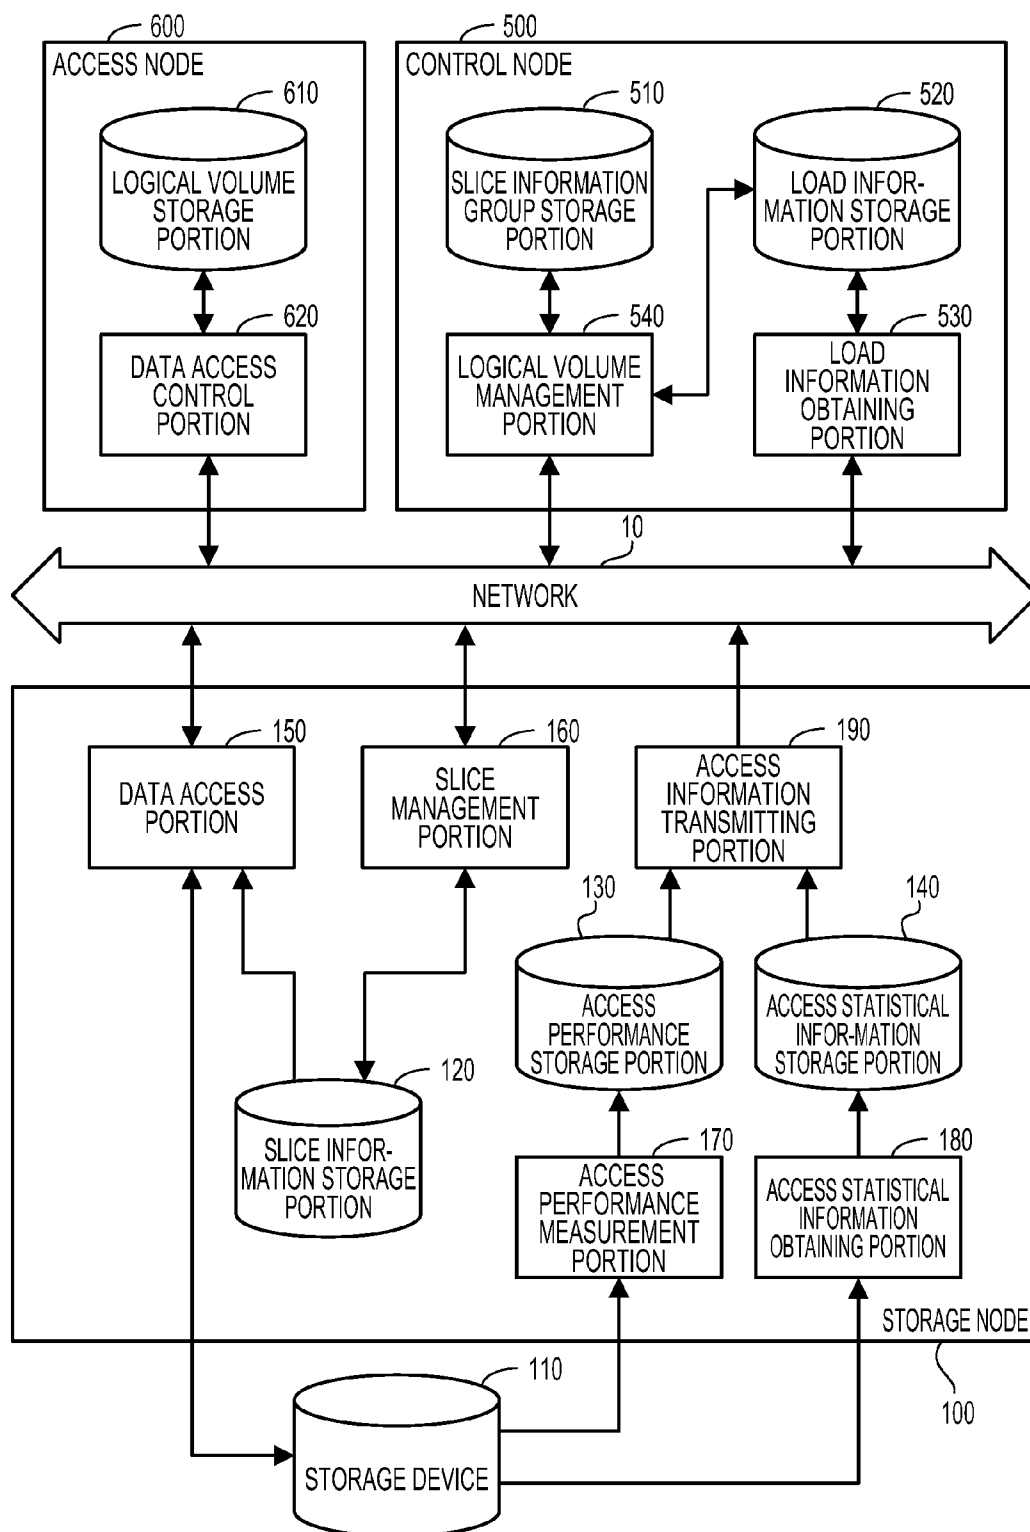 600
ACCESS NODE
610
LOGICAL VOLUME
STORAGE
PORTION
620
DATA ACCESS
CONTROL
PORTION
500
CONTROL NODE
510
SLICE INFORMATION
GROUP STORAGE
PORTION
520
LOAD INFOR-
MATION STORAGE
PORTION
540
LOGICAL VOLUME
MANAGEMENT
PORTION
530
LOAD
INFORMATION
OBTAINING
PORTION
10
NETWORK
150
DATA ACCESS
PORTION
160
SLICE
MANAGEMENT
PORTION
190
ACCESS
INFORMATION
TRANSMITTING
PORTION
130
ACCESS
PERFORMANCE
STORAGE PORTION
140
ACCESS STATISTICAL
INFOR-MATION
STORAGE PORTION
120
SLICE INFOR-
MATION STORAGE
PORTION
170
ACCESS
PERFORMANCE
MEASUREMENT
PORTION
180
ACCESS STATISTICAL
INFORMATION
OBTAINING PORTION
STORAGE NODE
100
110
STORAGE DEVICE